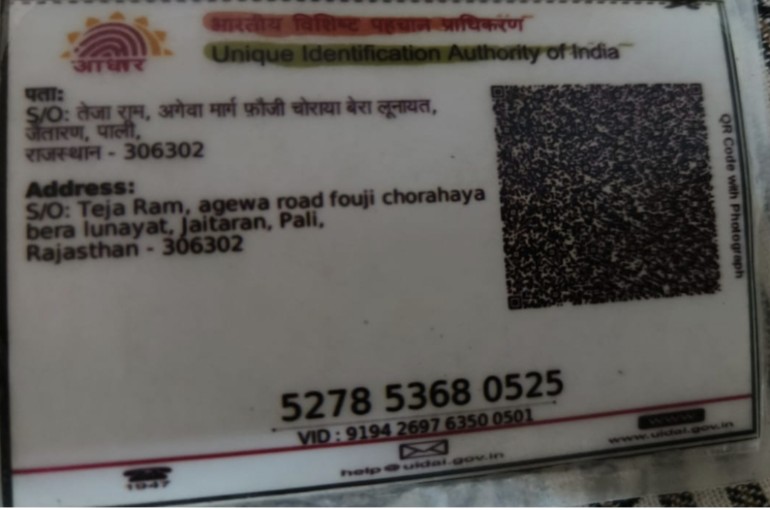 भारतीय विशिष्ट पहचान प्राधिकरण
Unique Identification Authority of India
आधार
पता:
S/O: तेजा राम, अगेवा मार्ग फ़ौजी चोराया बेरा लूनायत,
जैतारण, पाली,
राजस्थान - 306302
Address:
S/O: Teja Ram, agewa road fouji chorahaya
bera lunayat, Jaitaran, Pali,
Rajasthan - 306302
QR Code with Photograph
5278 5368 0525
VID : 9194 2697 6350 0501
1947
help@uidai.gov.in
www.uidai.gov.in